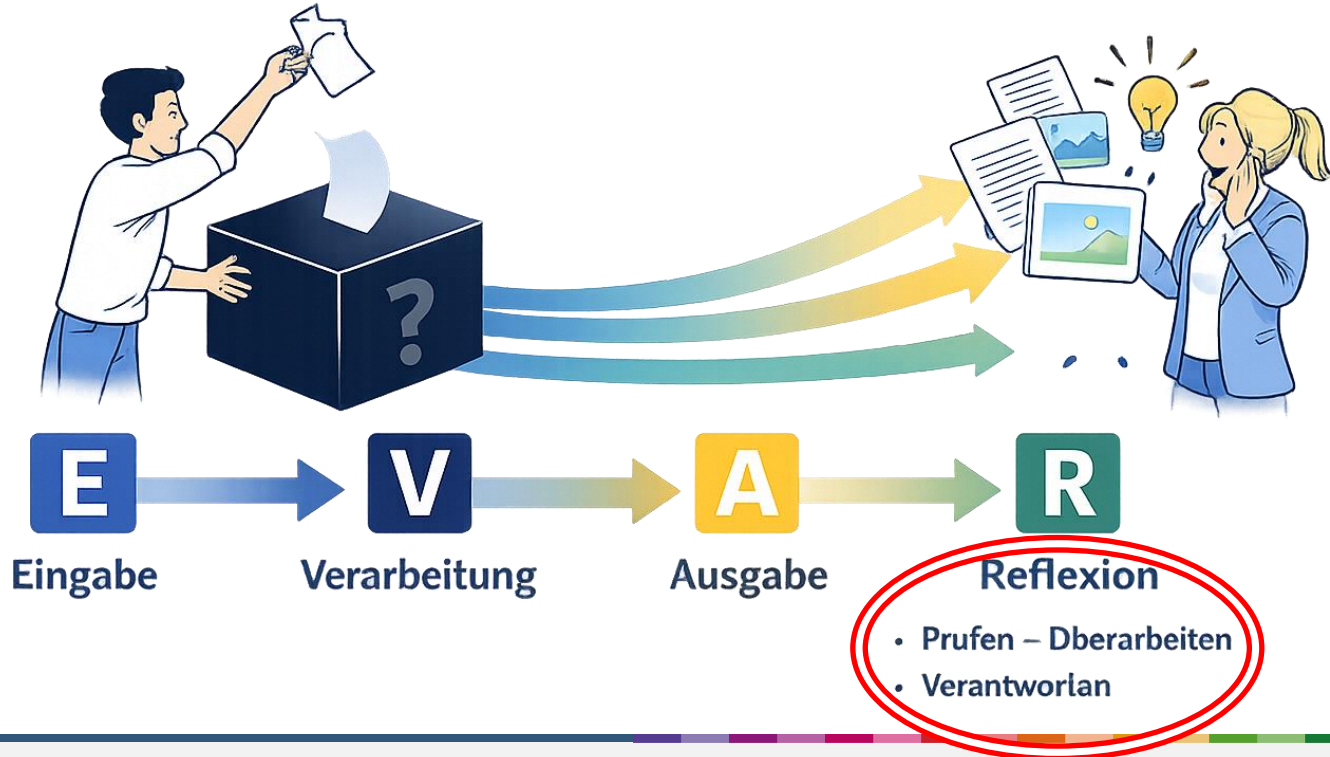 ?
E V A R
Eingabe Verarbeitung Ausgabe Reflexion
• Prufen – Dberarbeiten
• Verantworlan